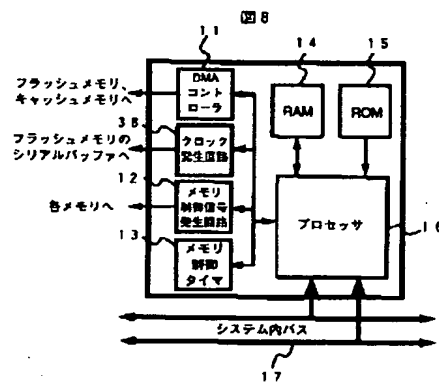 図8
11
DMA
コント
ローラ
フラッシュメモリ、
キャッシュメモリへ
38
クロック
発生回路
フラッシュメモリの
シリアルバッファへ
12
メモリ
制御信号
発生回路
各メモリへ
13
メモリ
制御
タイマ
14
RAM
15
ROM
プロセッサ
16
システム内バス
17